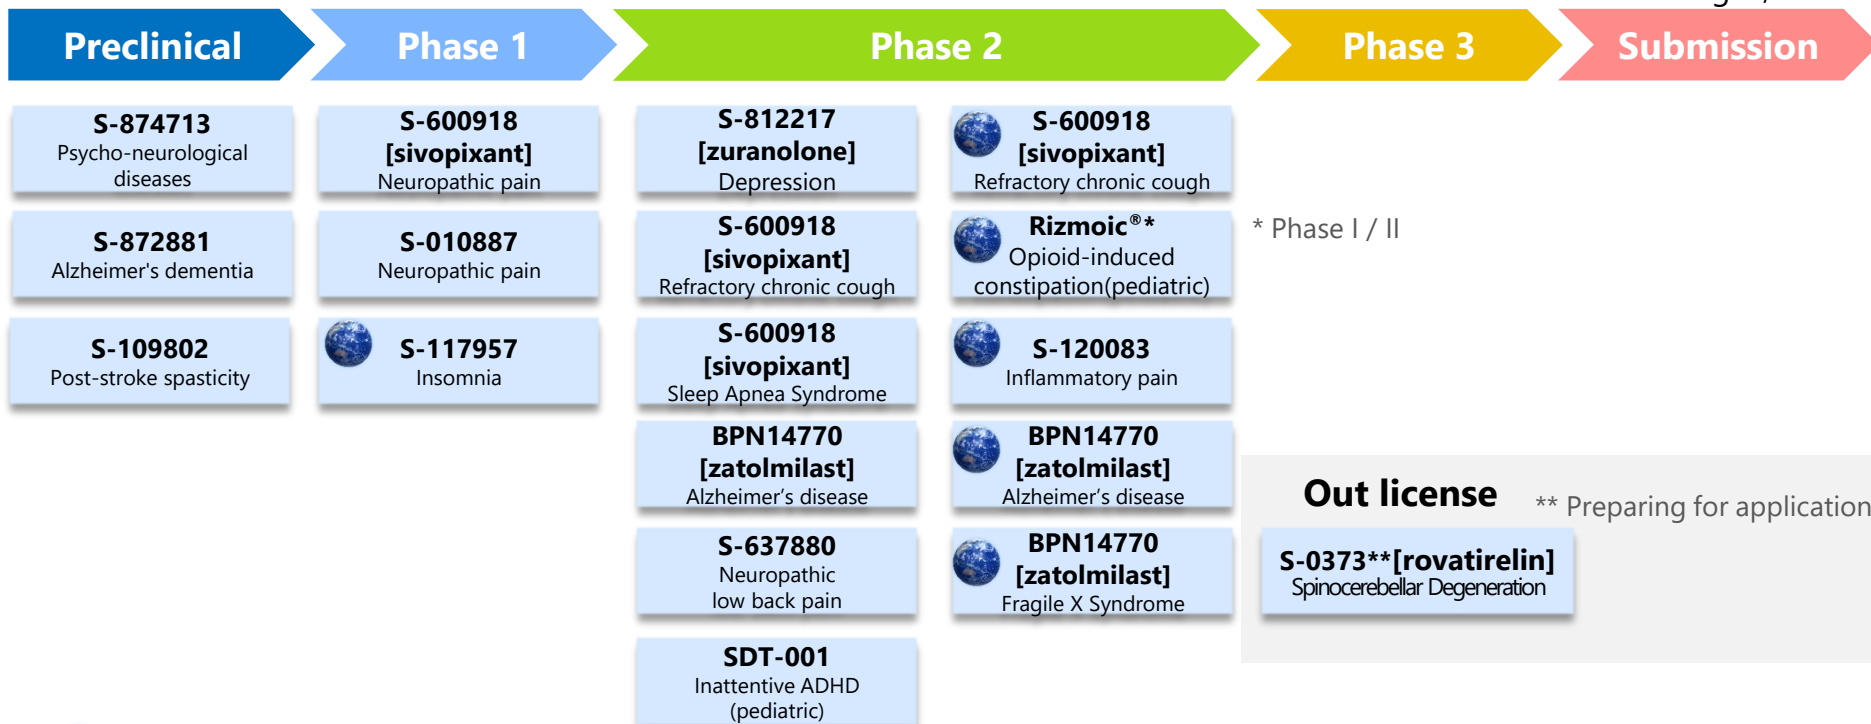 Preclinical
Phase 1
Phase 2
Phase 3
Submission
S-874713
Psycho-neurological
diseases
S-872881
Alzheimer's dementia
S-109802
Post-stroke spasticity
S-600918
[sivopixant]
Neuropathic pain
S-010887
Neuropathic pain
S-117957
Insomnia
S-812217
[zuranolone]
Depression
S-600918
[sivopixant]
Refractory chronic cough
S-600918
[sivopixant]
Sleep Apnea Syndrome
BPN14770
[zatolmilast]
Alzheimer’s disease
S-637880
Neuropathic
low back pain
SDT-001
Inattentive ADHD
(pediatric)
S-600918
[sivopixant]
Refractory chronic cough
Rizmoic®*
Opioid-induced
constipation(pediatric)
S-120083
Inflammatory pain
BPN14770
[zatolmilast]
Alzheimer’s disease
BPN14770
[zatolmilast]
Fragile X Syndrome
* Phase I / II
Out license
** Preparing for application
S-0373**[rovatirelin]
Spinocerebellar Degeneration